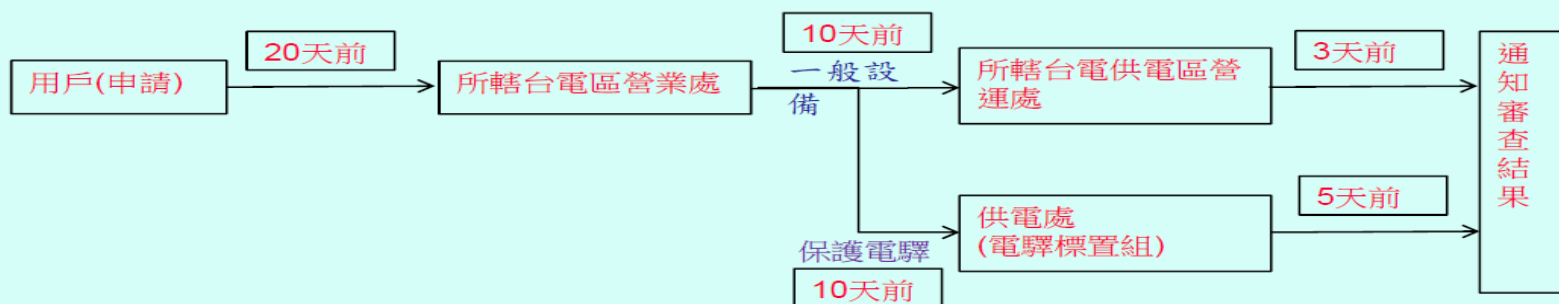 用戶(申請)
20天前
所轄台電區營業處
10天前
一般設
備
所轄台電供電區營
運處
3天前
保護電驛
10天前
供電處
(電驛標置組)
5天前
通
知
審
查
結
果